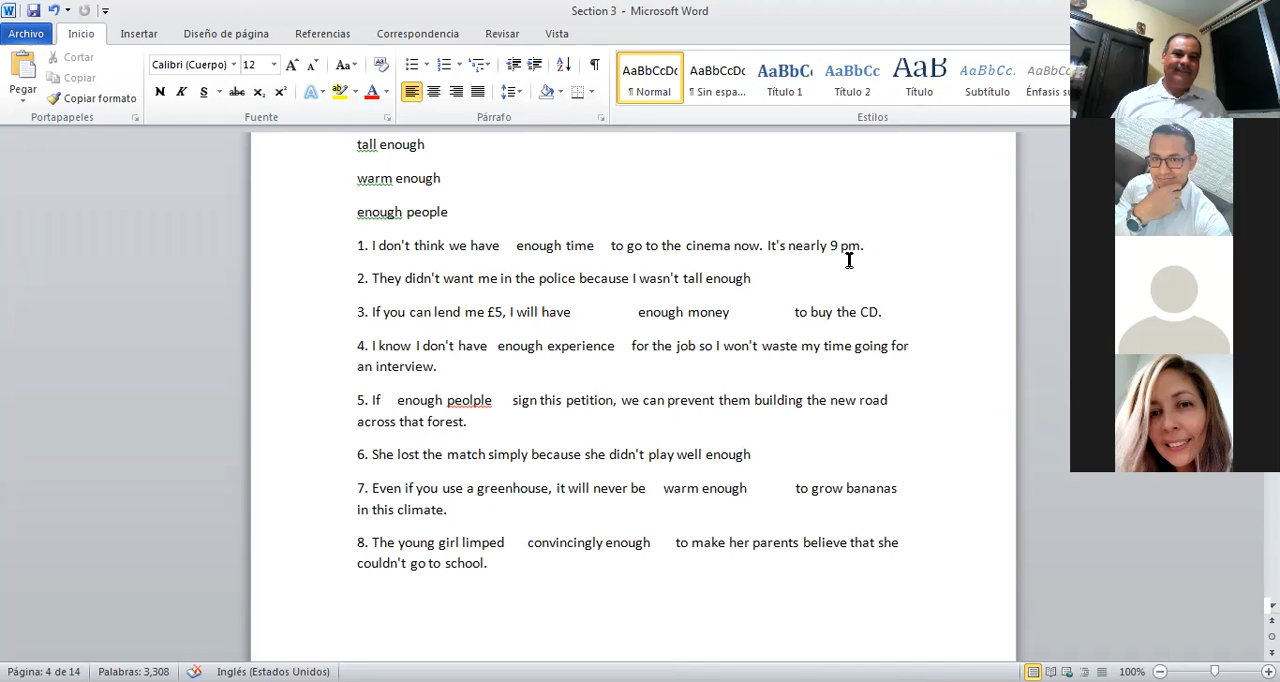 Section 3 - Microsoft Word
Archivo Inicio Insertar Diseño de página Referencias Correspondencia Revisar Vista
Pegar
Cortar
Copiar
Copiar formato
Calibri (Cuerpo) 12
AaBbCcDc AaBbCcDc AaBbC AaBbCc AaB AaBbCc. AaBbCc
¶ Normal ¶ Sin espa... Título 1 Título 2 Título Subtítulo Énfasis
Portapapeles Fuente Párrafo Estilos
tall enough
warm enough
enough people
1. I don't think we have enough time to go to the cinema now. It's nearly 9 pm.
2. They didn't want me in the police because I wasn't tall enough
3. If you can lend me £5, I will have enough money to buy the CD.
4. I know I don't have enough experience for the job so I won't waste my time going for
an interview.
5. If enough peolple sign this petition, we can prevent them building the new road
across that forest.
6. She lost the match simply because she didn't play well enough
7. Even if you use a greenhouse, it will never be warm enough to grow bananas
in this climate.
8. The young girl limped convincingly enough to make her parents believe that she
couldn't go to school.
Página: 4 de 14 Palabras: 3,308 Inglés (Estados Unidos) 100%